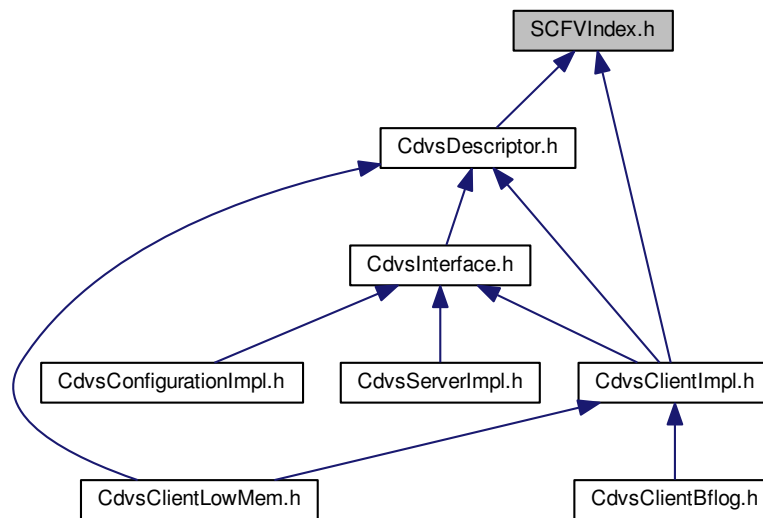 SCFVIndex.h
CdvsDescriptor.h
CdvsInterface.h
CdvsConfigurationImpl.h
CdvsServerImpl.h
CdvsClientImpl.h
CdvsClientLowMem.h
CdvsClientBflog.h